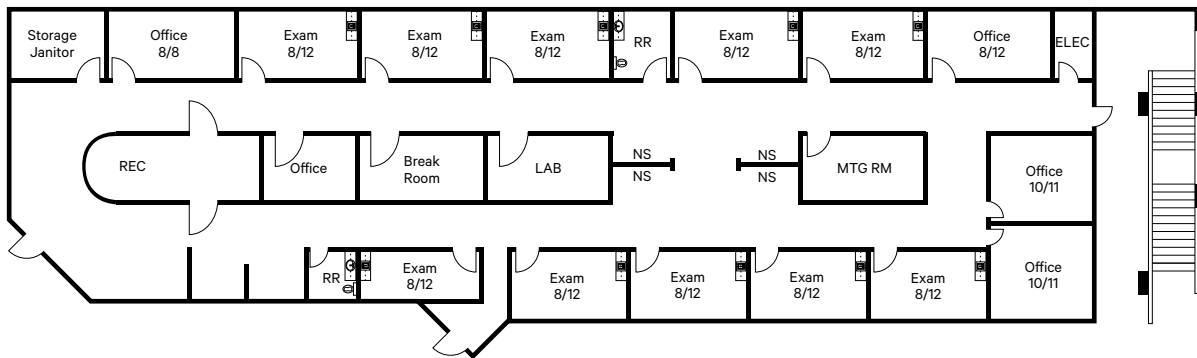 Storage
Janitor
Office
8/8
Exam
8/12
Exam
8/12
Exam
8/12
RR
Exam
8/12
Exam
8/12
Office
8/12
ELEC
REC
Office
Break
Room
LAB
NS
NS
NS
NS
MTG RM
Office
10/11
RR
Exam
8/12
Exam
8/12
Exam
8/12
Exam
8/12
Exam
8/12
Office
10/11